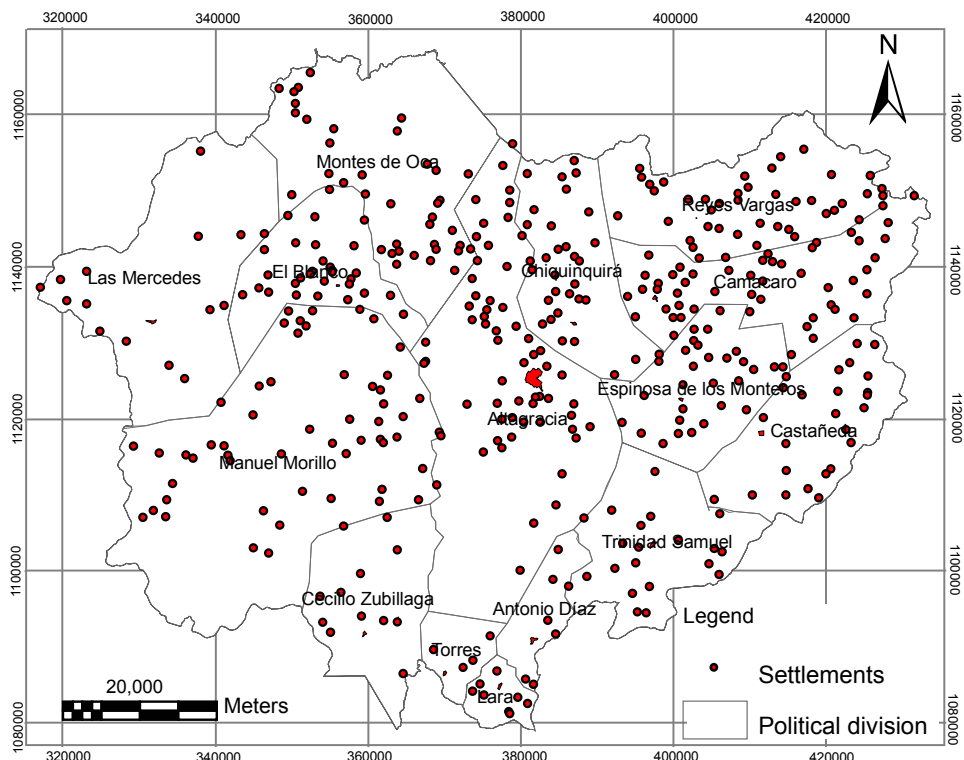 320000 340000 360000 380000 400000 420000
N
1160000 1160000
Montes de Oca
Reyes Vargas
1140000 1140000
Las Mercedes
El Blanco
Chiquinquirá
Camacaro
Espinosa de los Monteros
1120000 1120000
Altagracia
Castañeda
Manuel Morillo
Trinidad Samuel
1100000 1100000
Cecilio Zubillaga
Antonio Díaz
Legend
Torres
Settlements
20,000
Lara
Meters
Political division
1080000 1080000
320000 340000 360000 380000 400000 420000